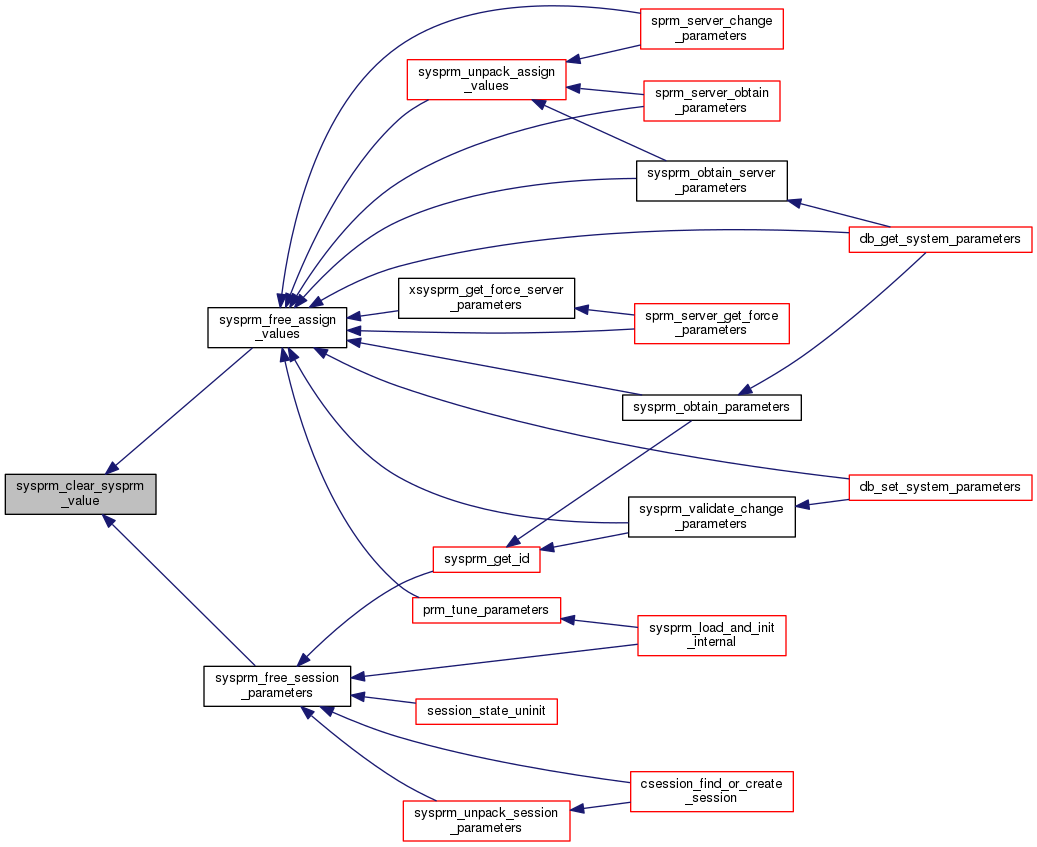 sprm_server_change
_parameters
sysprm_unpack_assign
_values
sprm_server_obtain
_parameters
sysprm_obtain_server
_parameters
db_get_system_parameters
xsysprm_get_force_server
_parameters
sprm_server_get_force
_parameters
sysprm_free_assign
_values
sysprm_obtain_parameters
sysprm_clear_sysprm
_value
db_set_system_parameters
sysprm_validate_change
_parameters
sysprm_get_id
prm_tune_parameters
sysprm_load_and_init
_internal
sysprm_free_session
_parameters
session_state_uninit
csession_find_or_create
_session
sysprm_unpack_session
_parameters